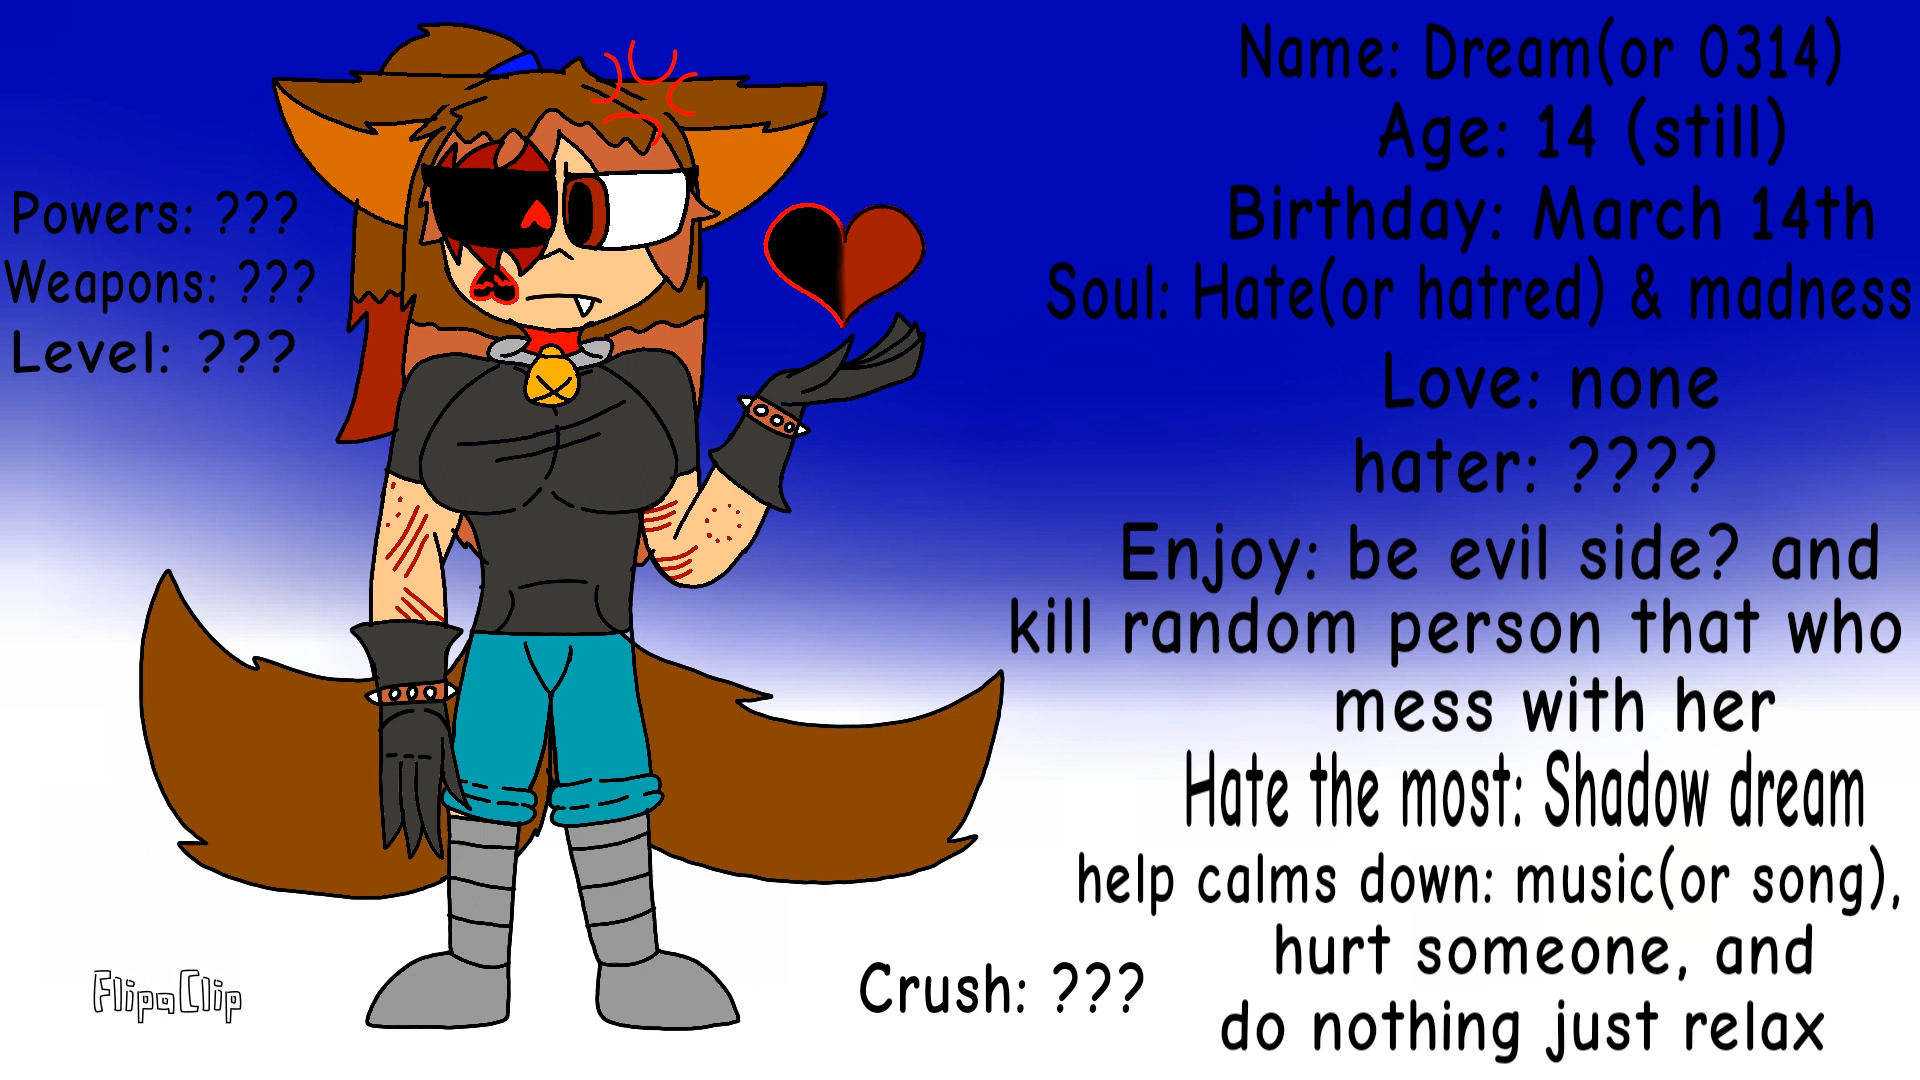 Name: Dream(or 0314)
Age: 14 (still)
Birthday: March 14th
Soul: Hate(or hatred) & madness
Love: none
hater: ????
Enjoy: be evil side? and
kill random person that who
mess with her
Hate the most: Shadow dream
help calms down: music(or song),
hurt someone, and
do nothing just relax
Powers: ???
Weapons: ???
Level: ???
Crush: ???
FlipaClip